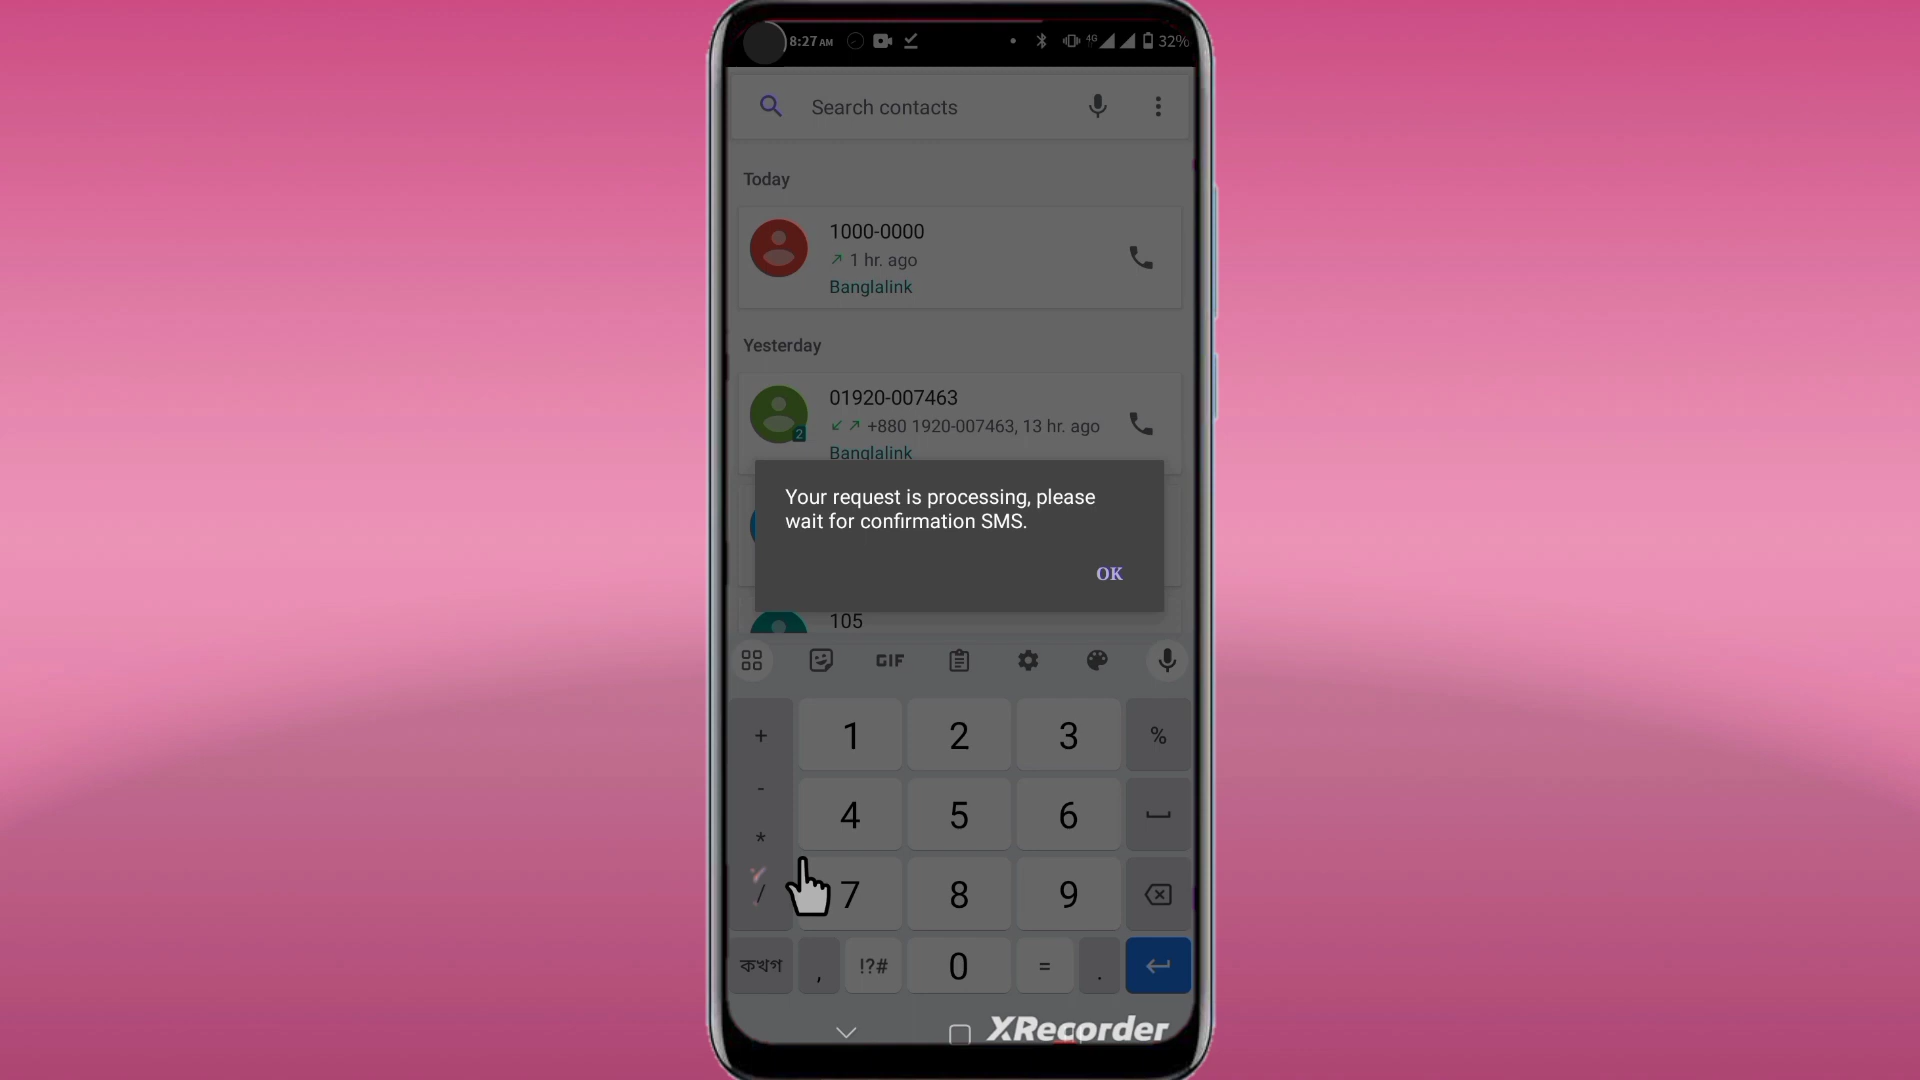 8:27 AM 4G 32%
Search contacts
Today
1000-0000
1 hr. ago
Banglalink
Yesterday
01920-007463
2
+880 1920-007463, 13 hr. ago
Banglalink
Your request is processing, please
wait for confirmation SMS.
OK
105
GIF
+ 1 2 3 %
-
4 5 6
*
/ 7 8 9
কখগ , !?# 0 = .
XRecorder